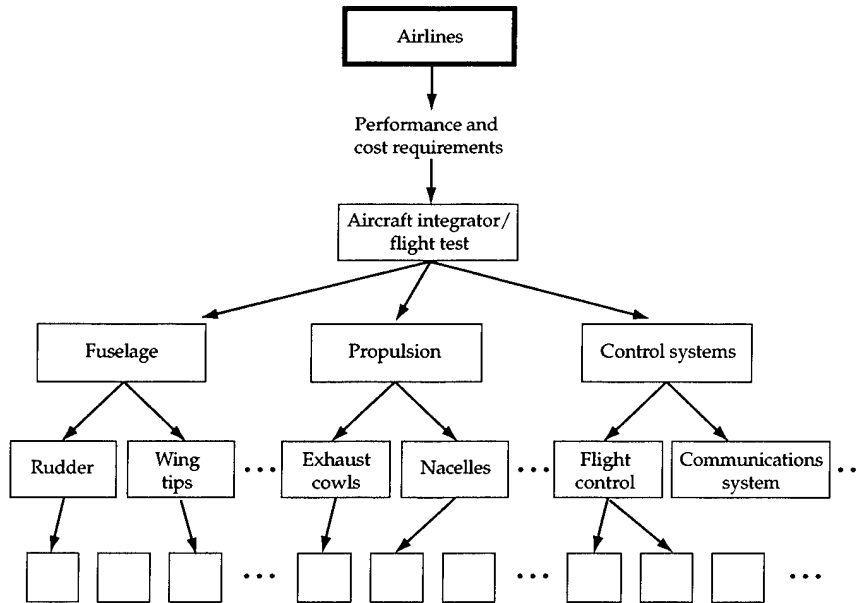 Airlines
Performance and
cost requirements
Aircraft integrator/
flight test
Fuselage
Propulsion
Control systems
Rudder
Wing
tips
...
Exhaust
cowls
Nacelles
...
Flight
control
Communications
system
..
...
...
...